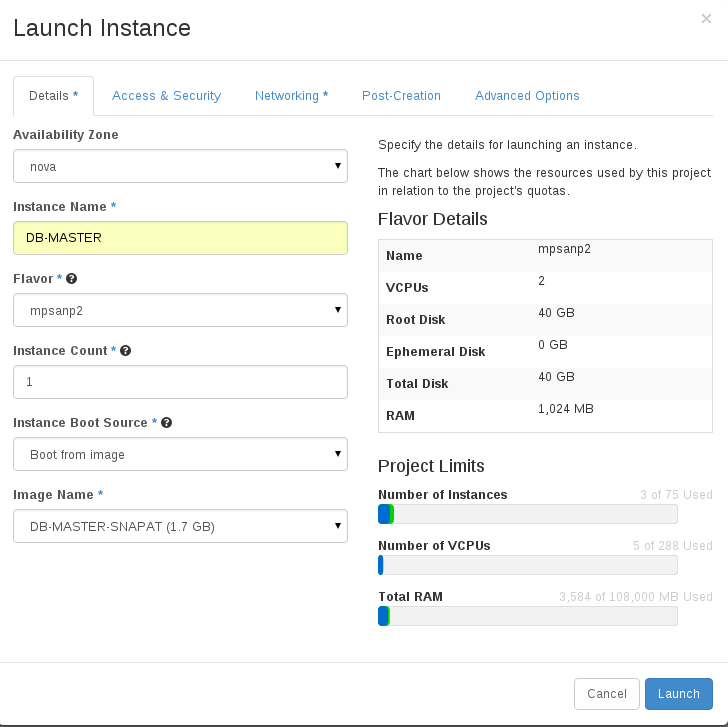 Launch Instance
×
Details * Access & Security Networking * Post-Creation Advanced Options
Availability Zone
nova
Instance Name *
DB-MASTER
Flavor * ?
mpsanp2
Instance Count * ?
1
Instance Boot Source * ?
Boot from image
Image Name *
DB-MASTER-SNAPAT (1.7 GB)
Specify the details for launching an instance.
The chart below shows the resources used by this project
in relation to the project's quotas.
Flavor Details
Name mpsanp2
VCPUs 2
Root Disk 40 GB
Ephemeral Disk 0 GB
Total Disk 40 GB
RAM 1,024 MB
Project Limits
Number of Instances 3 of 75 Used
Number of VCPUs 5 of 288 Used
Total RAM 3,584 of 108,000 MB Used
Cancel Launch